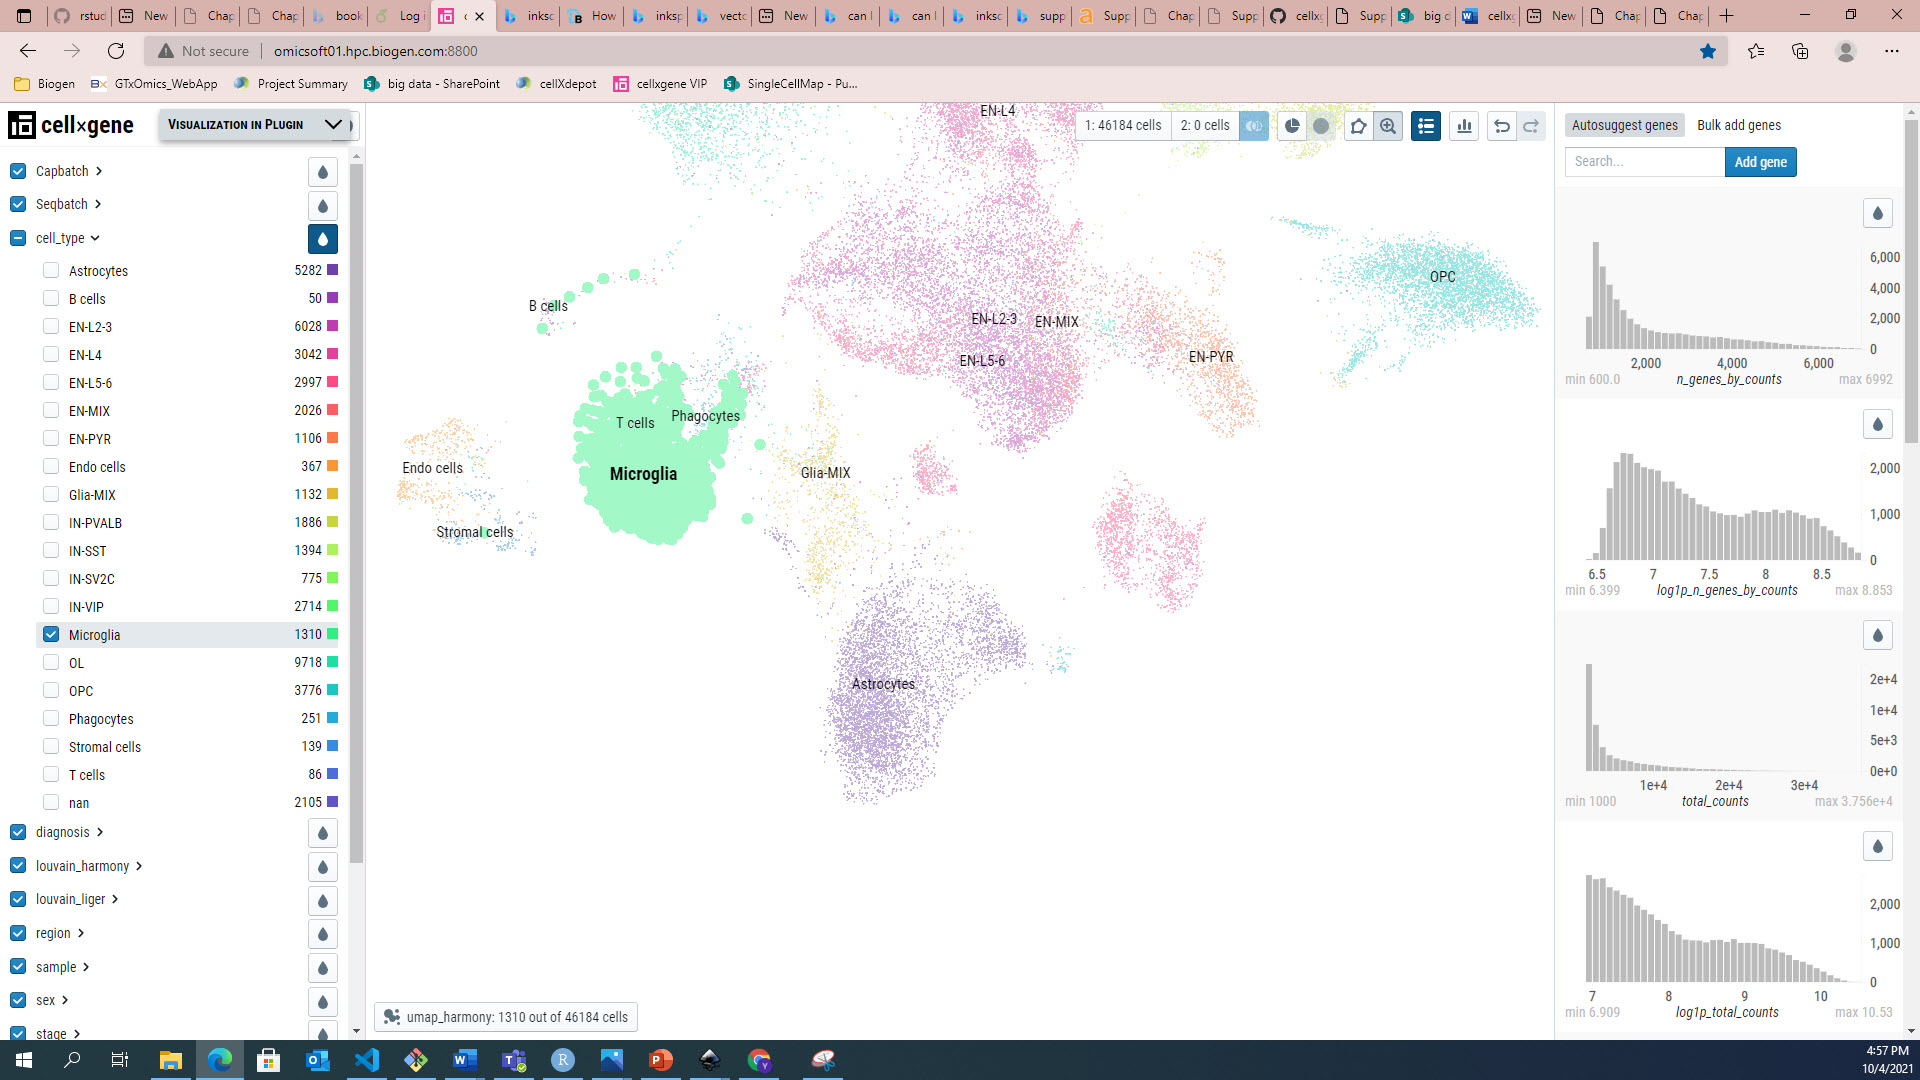 rstud
New
Chap
Chap
book
Log i
c
inksc
How
inksp
vecto
New
can I
can I
inksc
supp
Supp
Chap
Supp
cellxg
Supp
big d
cellxg
New
Chap
Chap
Not secure
omicsoft01.hpc.biogen.com:8800
Biogen
GTxOmics_WebApp
Project Summary
big data - SharePoint
cellXdepot
cellxgene VIP
SingleCellMap - Pu...
cell×gene
Visualization in Plugin
Capbatch
Seqbatch
cell_type
Astrocytes 5282
B cells 50
EN-L2-3 6028
EN-L4 3042
EN-L5-6 2997
EN-MIX 2026
EN-PYR 1106
Endo cells 367
Glia-MIX 1132
IN-PVALB 1886
IN-SST 1394
IN-SV2C 775
IN-VIP 2714
Microglia 1310
OL 9718
OPC 3776
Phagocytes 251
Stromal cells 139
T cells 86
nan 2105
diagnosis
louvain_harmony
louvain_liger
region
sample
sex
stage
1: 46184 cells
2: 0 cells
EN-L4
OPC
B cells
EN-L2-3
EN-MIX
EN-L5-6
EN-PYR
T cells
Phagocytes
Endo cells
Microglia
Glia-MIX
Stromal cells
Astrocytes
umap_harmony: 1310 out of 46184 cells
Autosuggest genes
Bulk add genes
Search...
Add gene
6,000
4,000
2,000
0
2,000 4,000 6,000
min 600.0 n_genes_by_counts max 6992
2,000
1,000
0
6.5 7 7.5 8 8.5
min 6.399 log1p_n_genes_by_counts max 8.853
2e+4
1e+4
5e+3
0e+0
1e+4 2e+4 3e+4
min 1000 total_counts max 3.756e+4
2,000
1,000
0
7 8 9 10
min 6.909 log1p_total_counts max 10.53
4:57 PM
10/4/2021